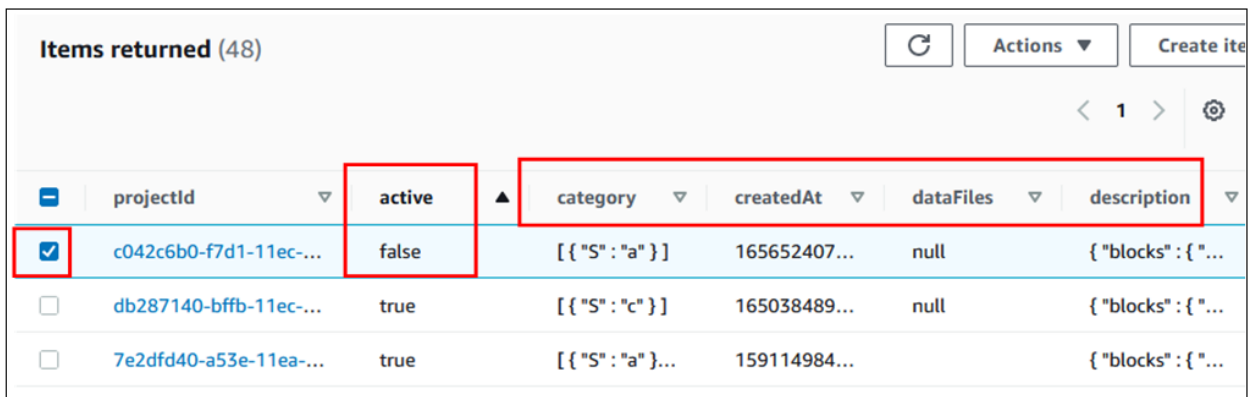 Items returned (48)
Actions ▼
Create ite
< 1 >
projectId active category createdAt dataFiles description
c042c6b0-f7d1-11ec-... false [ { "S" : "a" } ] 165652407... null { "blocks" : { "...
db287140-bffb-11ec-... true [ { "S" : "c" } ] 165038489... null { "blocks" : { "...
7e2dfd40-a53e-11ea-... true [ { "S" : "a" }... 159114984... { "blocks" : { "...